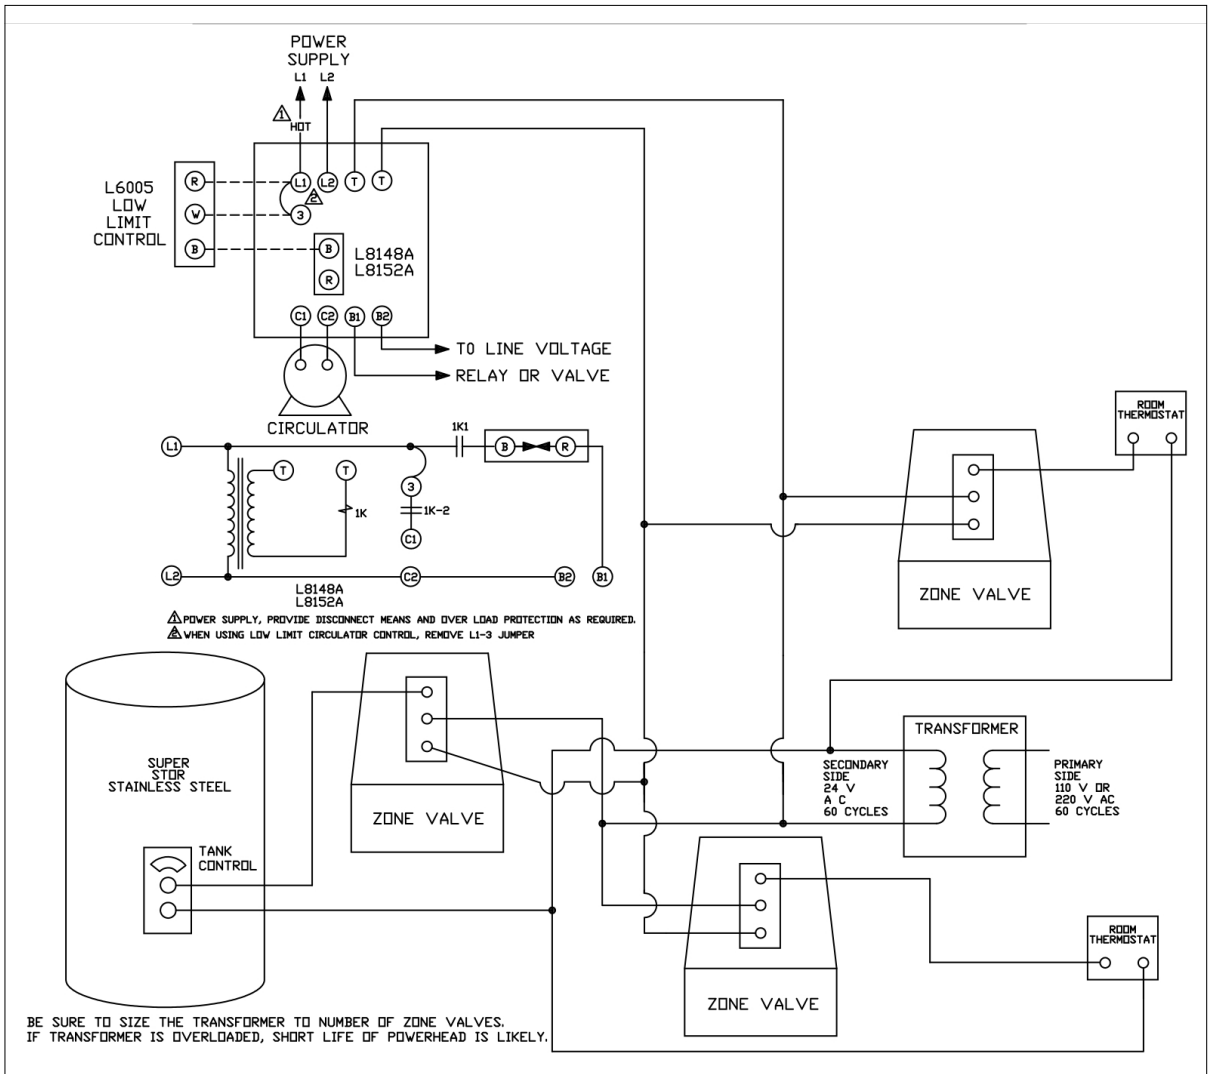 POWER
SUPPLY
L1 L2
1
HOT
L6005
LOW
LIMIT
CONTROL
R
W
B
L1 L2 T T
2
3
B
R
L8148A
L8152A
C1 C2 B1 B2
TO LINE VOLTAGE
RELAY OR VALVE
CIRCULATOR
L1
1K1
B R
T T
3
1K
1K-2
C1
L2
C2
B2
B1
L8148A
L8152A
1 POWER SUPPLY, PROVIDE DISCONNECT MEANS AND OVER LOAD PROTECTION AS REQUIRED.
2 WHEN USING LOW LIMIT CIRCULATOR CONTROL, REMOVE L1-3 JUMPER
ROOM
THERMOSTAT
ZONE VALVE
SUPER
STOR
STAINLESS STEEL
TANK
CONTROL
ZONE VALVE
TRANSFORMER
SECONDARY
SIDE
24 V
A C
60 CYCLES
PRIMARY
SIDE
110 V OR
220 V AC
60 CYCLES
ZONE VALVE
ROOM
THERMOSTAT
BE SURE TO SIZE THE TRANSFORMER TO NUMBER OF ZONE VALVES.
IF TRANSFORMER IS OVERLOADED, SHORT LIFE OF POWERHEAD IS LIKELY.